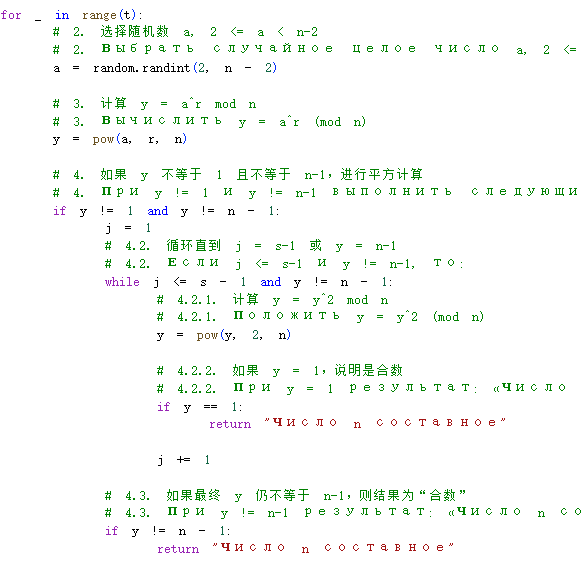 for _ in range(t):
# 2. 选择随机数 a, 2 <= a < n-2
# 2. Выбрать случайное целое число a, 2 <=
a = random.randint(2, n - 2)
# 3. 计算 y = a^r mod n
# 3. Вычислить y = a^r (mod n)
y = pow(a, r, n)
# 4. 如果 y 不等于 1 且不等于 n-1，进行平方计算
# 4. При y != 1 и y != n-1 выполнить следующи
if y != 1 and y != n - 1:
j = 1
# 4.2. 循环直到 j = s-1 或 y = n-1
# 4.2. Если j <= s-1 и y != n-1, то:
while j <= s - 1 and y != n - 1:
# 4.2.1. 计算 y = y^2 mod n
# 4.2.1. Положить y = y^2 (mod n)
y = pow(y, 2, n)
# 4.2.2. 如果 y = 1，说明是合数
# 4.2.2. При y = 1 результат: «Число
if y == 1:
return "Число n составное"
j += 1
# 4.3. 如果最终 y 仍不等于 n-1，则结果为“合数”
# 4.3. При y != n-1 результат: «Число n со
if y != n - 1:
return "Число n составное"